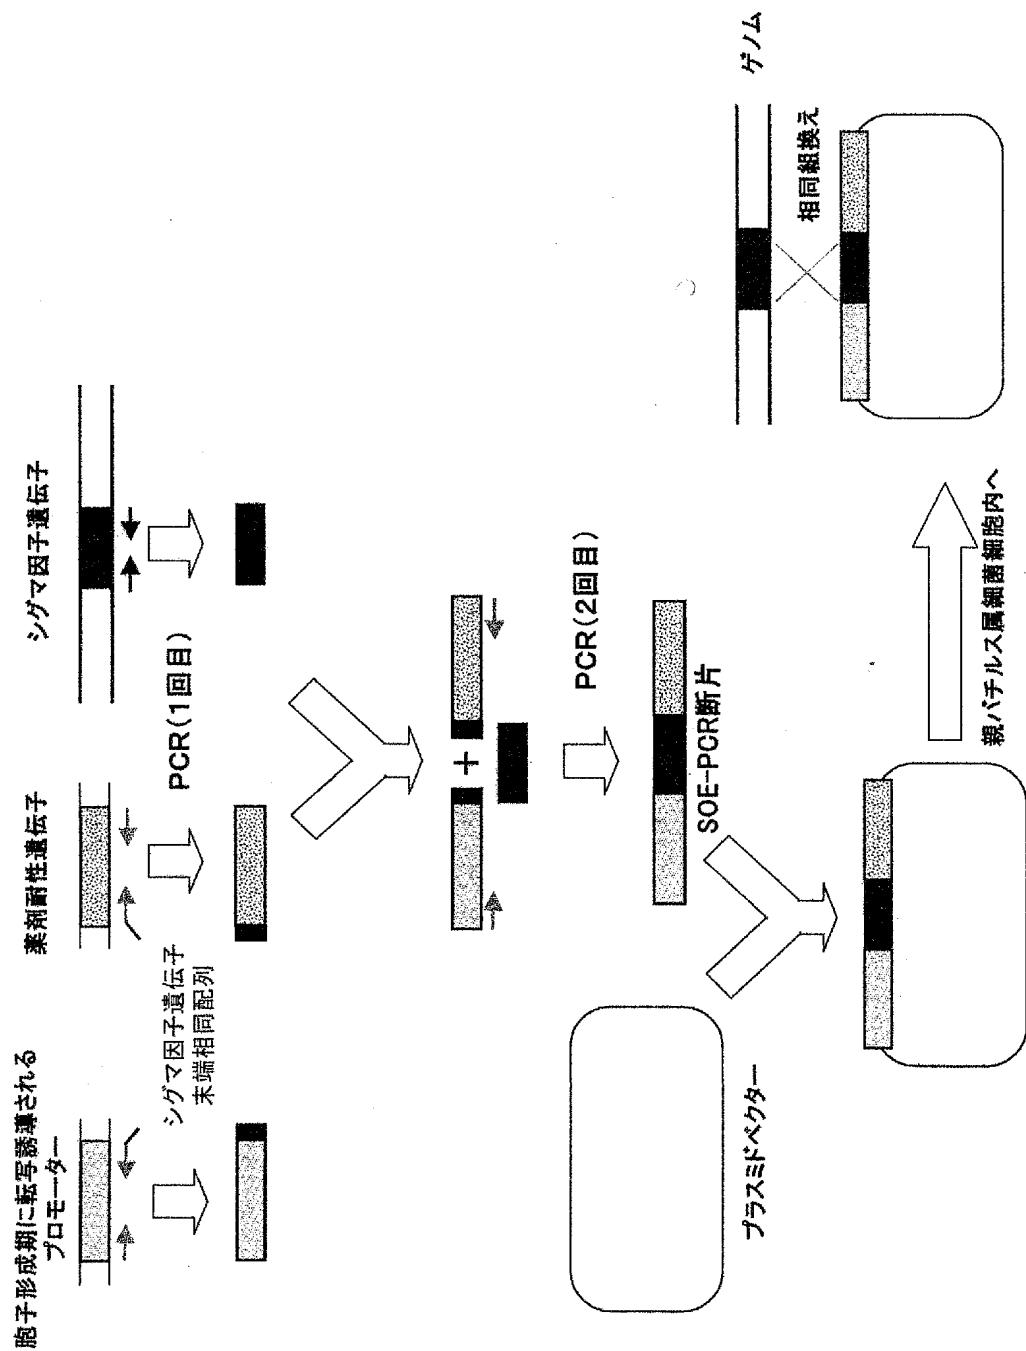 胞子形成期に転写誘導される
プロモーター
薬剤耐性遺伝子
シグマ因子遺伝子
シグマ因子遺伝子
末端相同配列
PCR(1回目)
+
PCR(2回目)
SOE-PCR断片
プラスミドベクター
親バチルス属細菌細胞内へ
相同組換え
ゲノム